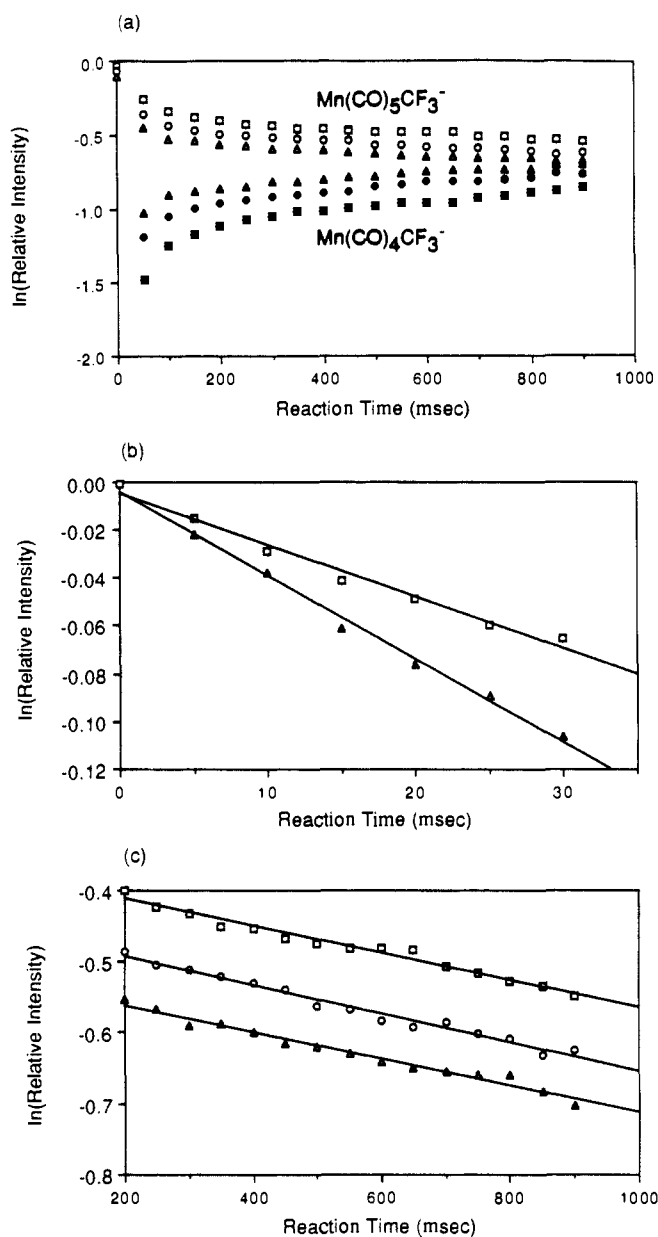 (a)
ln(Relative Intensity)
0.0
-0.5
-1.0
-1.5
-2.0
Mn(CO)5CF3-
Mn(CO)4CF3-
0 200 400 600 800 1000
Reaction Time (msec)
(b)
ln(Relative Intensity)
0.00
-0.02
-0.04
-0.06
-0.08
-0.10
-0.12
0 10 20 30
Reaction Time (msec)
(c)
ln(Relative Intensity)
-0.4
-0.5
-0.6
-0.7
-0.8
200 400 600 800 1000
Reaction Time (msec)